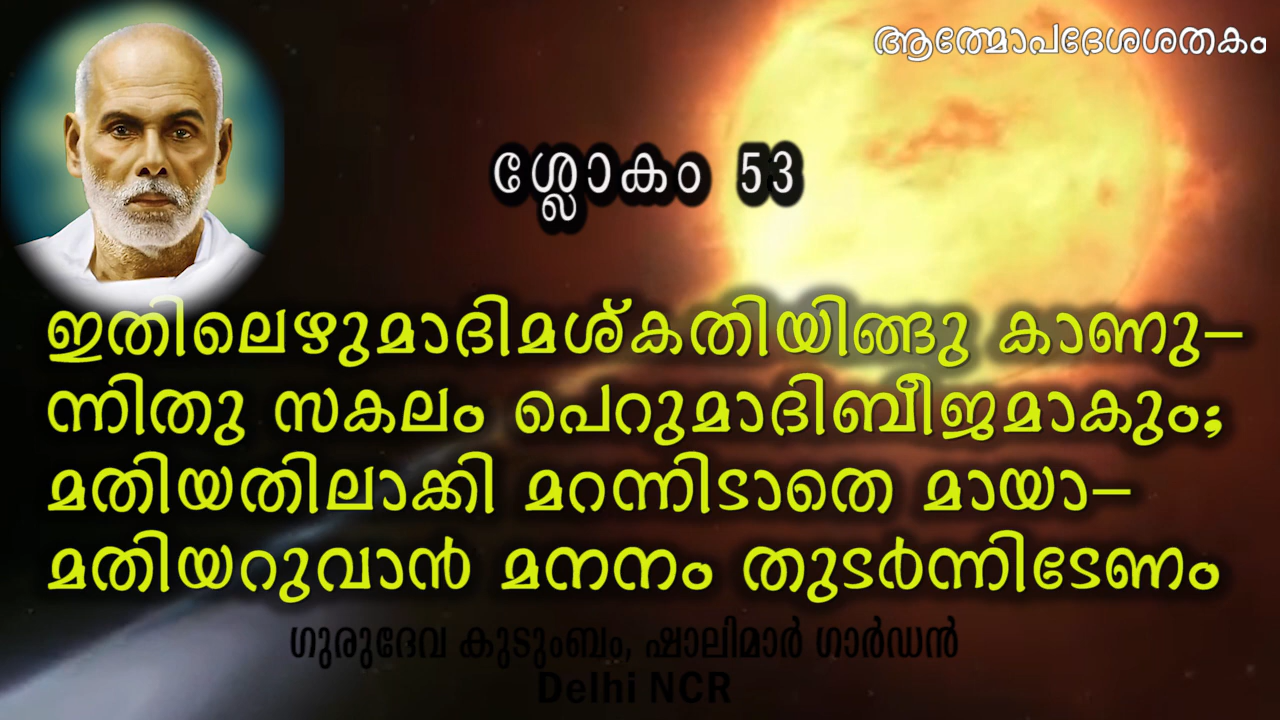 ആത്മോപദേശശതകം
ശ്ലോകം 53
ഇതിലെഴുമാദിമശ്കതിയിങ്ങു കാണു–
ന്നിതു സകലം പെറുമാദിബീജമാകും;
മതിയതിലാക്കി മറന്നിടാതെ മായാ–
മതിയറുവാൻ മനനം തുടർന്നിടേണം
ഗുരുദേവ കുടുംബം, ഷാലിമാർ ഗാർഡൻ
Delhi NCR